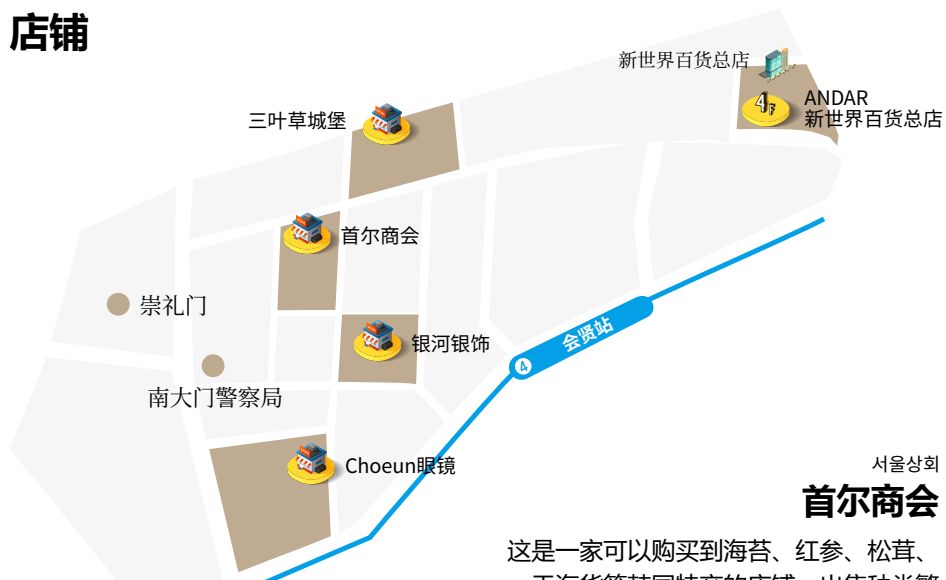 店铺
新世界百货总店
4F
ANDAR
新世界百货总店
三叶草城堡
首尔商会
崇礼门
银河银饰
会贤站
4
南大门警察局
Choeun眼镜
서울상회
首尔商会
这是一家可以购买到海苔、红参、松茸、